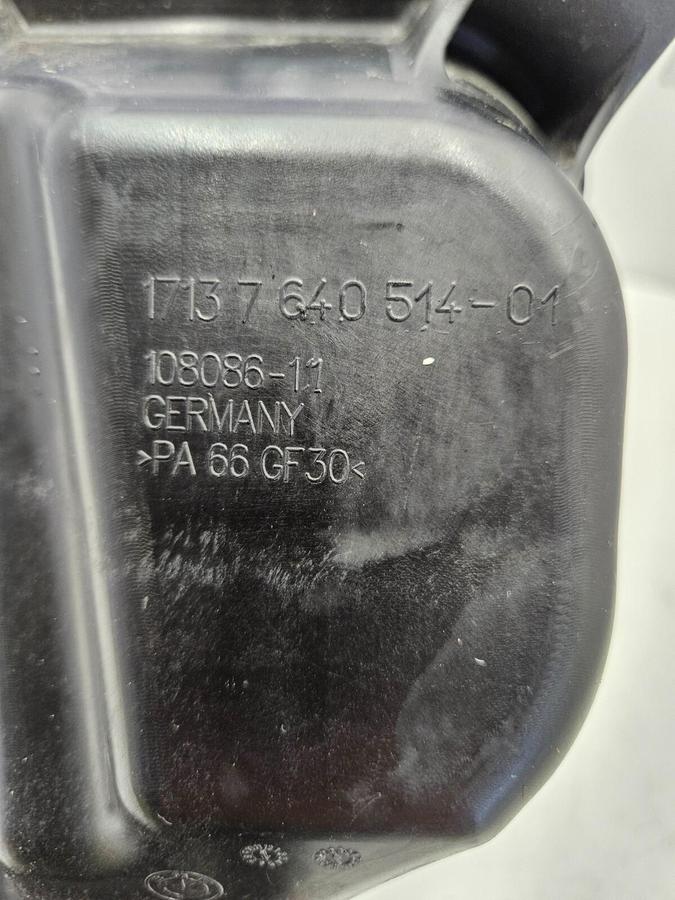 1713 7 640 514-01
108086-11
GERMANY
>PA 66 GF30<